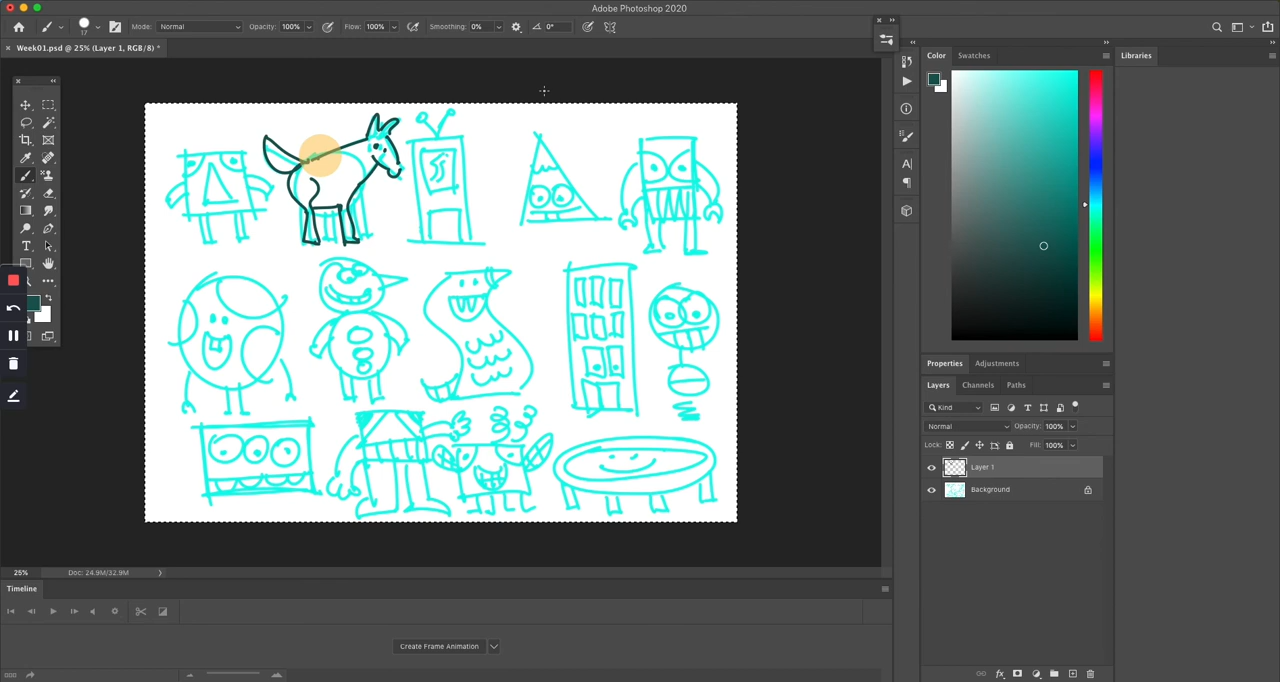 Adobe Photoshop 2020
17
Mode: Normal
Opacity: 100%
Flow: 100%
Smoothing: 0%
0°
Week01.psd @ 25% (Layer 1, RGB/8) *
Color
Swatches
Libraries
Properties
Adjustments
Layers
Channels
Paths
Kind
Normal
Opacity: 100%
Lock:
Fill: 100%
Layer 1
Background
25%
Doc: 24.9M/32.9M
Timeline
Create Frame Animation